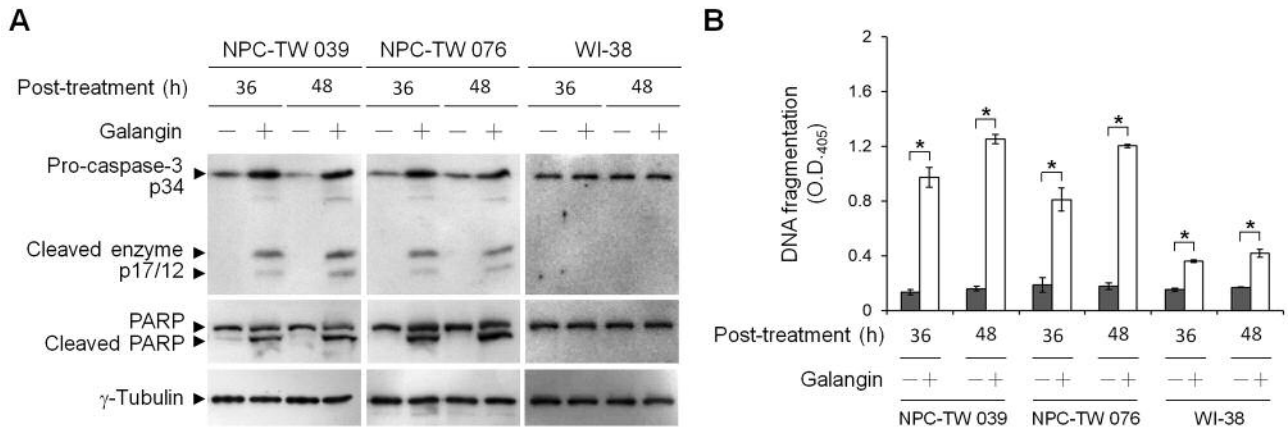 A
NPC-TW 039 NPC-TW 076 WI-38
Post-treatment (h) 36 48 36 48 36 48
Galangin — + — + — + — + — + — +
Pro-caspase-3
p34
Cleaved enzyme
p17/12
PARP
Cleaved PARP
γ-Tubulin
B
DNA fragmentation
(O.D.405)
2
1.6
1.2
0.8
0.4
0
* * * * * *
Post-treatment (h) 36 48 36 48 36 48
Galangin — + — + — + — + — + — +
NPC-TW 039 NPC-TW 076 WI-38